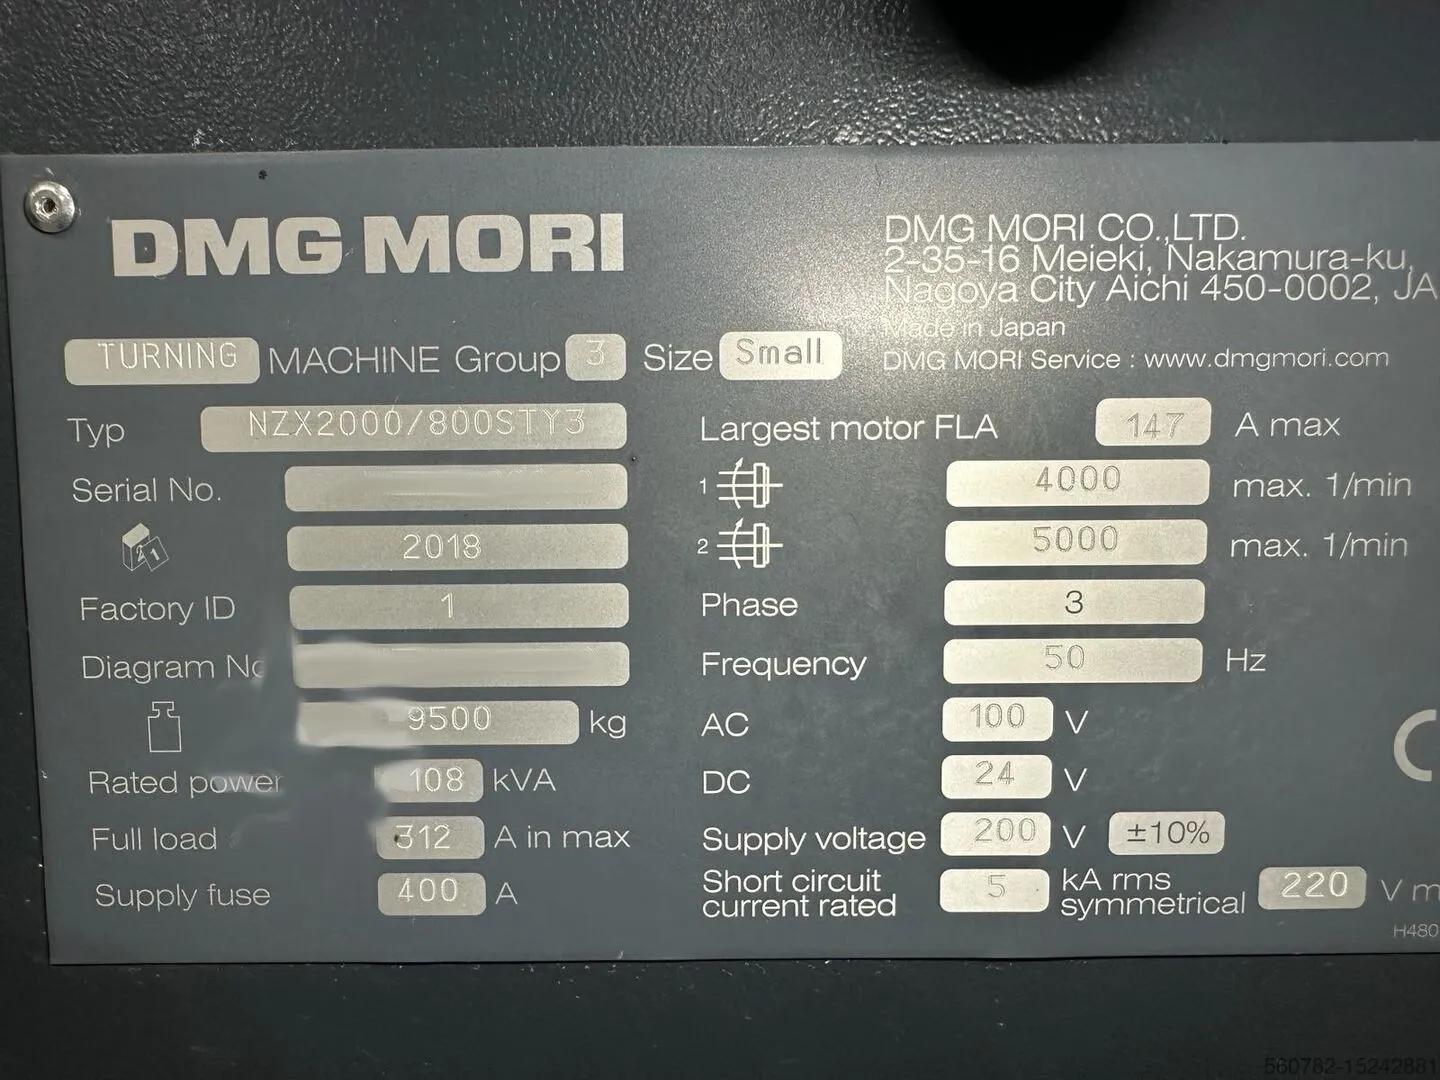 DMG MORI
DMG MORI CO.,LTD.
2-35-16 Meieki, Nakamura-ku,
Nagoya City Aichi 450-0002, JA
Made in Japan
DMG MORI Service : www.dmgmori.com
TURNING MACHINE Group 3 Size Small
Typ NZX2000/800STY3
Serial No.
2018
Factory ID 1
Diagram No
9500 kg
Rated power 108 kVA
Full load 312 A in max
Supply fuse 400 A
Largest motor FLA 147 A max
1 4000 max. 1/min
2 5000 max. 1/min
Phase 3
Frequency 50 Hz
AC 100 V
DC 24 V
Supply voltage 200 V ±10%
Short circuit
current rated 5 kA rms
symmetrical 220 V m
H480
560782-15242881